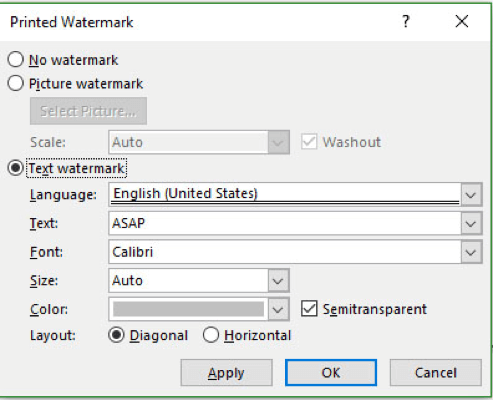 Printed Watermark ? ×
No watermark
Picture watermark
Select Picture...
Scale: Auto Washout
Text watermark
Language: English (United States)
Text: ASAP
Font: Calibri
Size: Auto
Color: Semitransparent
Layout: Diagonal Horizontal
Apply OK Cancel